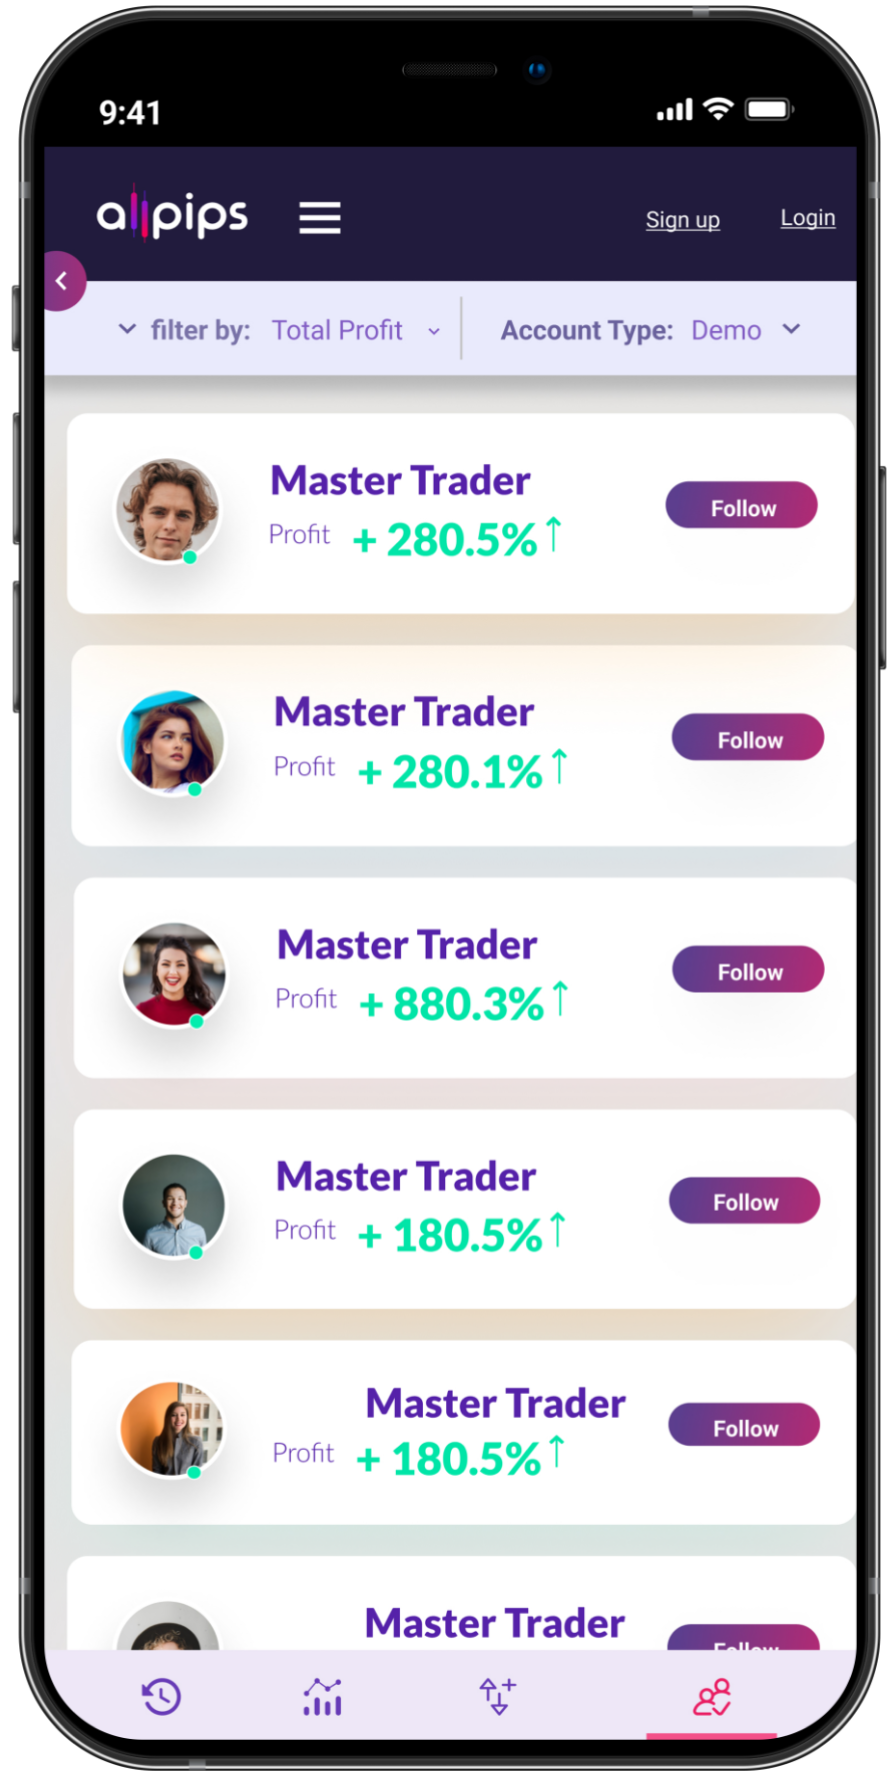 9:41
allpips
Sign up Login
filter by: Total Profit Account Type: Demo
Master Trader
Profit + 280.5%↑
Follow
Master Trader
Profit + 280.1%↑
Follow
Master Trader
Profit + 880.3%↑
Follow
Master Trader
Profit + 180.5%↑
Follow
Master Trader
Profit + 180.5%↑
Follow
Master Trader
Follow